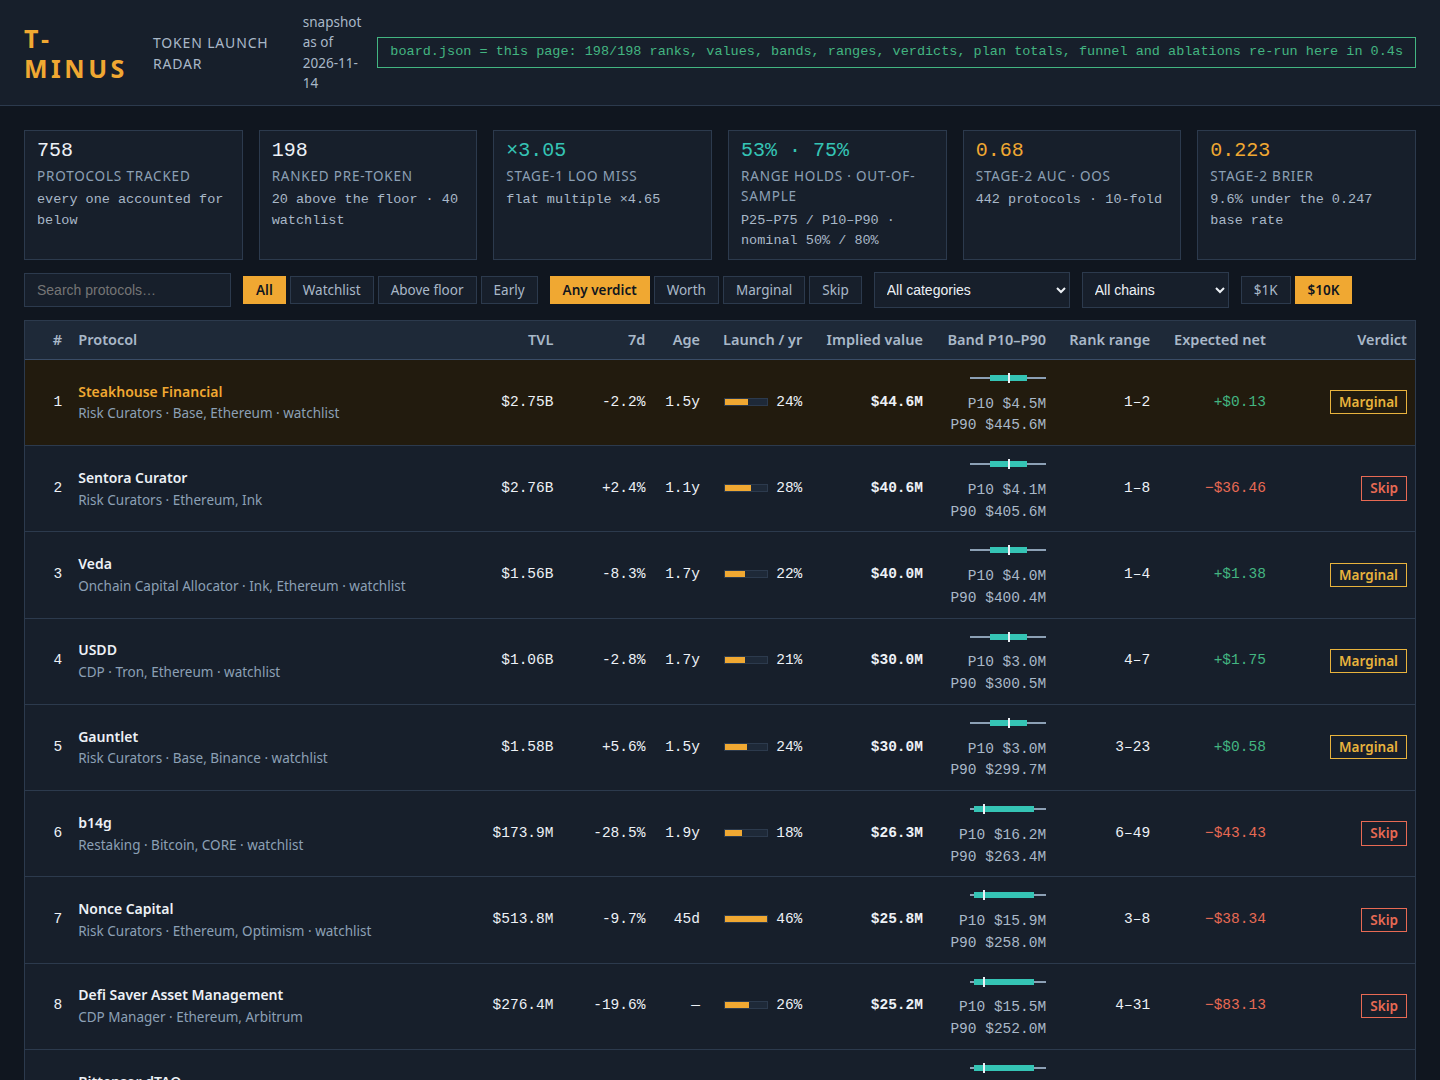 T-
MINUS
TOKEN LAUNCH
RADAR
snapshot
as of
2026-11-
14
board.json = this page: 198/198 ranks, values, bands, ranges, verdicts, plan totals, funnel and ablations re-run here in 0.4s
758
PROTOCOLS TRACKED
every one accounted for
below
198
RANKED PRE-TOKEN
20 above the floor · 40
watchlist
×3.05
STAGE-1 LOO MISS
flat multiple ×4.65
53% · 75%
RANGE HOLDS · OUT-OF-
SAMPLE
P25–P75 / P10–P90 ·
nominal 50% / 80%
0.68
STAGE-2 AUC · OOS
442 protocols · 10-fold
0.223
STAGE-2 BRIER
9.6% under the 0.247
base rate
Search protocols… All Watchlist Above floor Early Any verdict Worth Marginal Skip All categories All chains $1K $10K
# Protocol TVL 7d Age Launch / yr Implied value Band P10–P90 Rank range Expected net Verdict
1 Steakhouse Financial $2.75B -2.2% 1.5y 24% $44.6M P10 $4.5M 1–2 +$0.13 Marginal
Risk Curators · Base, Ethereum · watchlist P90 $445.6M
2 Sentora Curator $2.76B +2.4% 1.1y 28% $40.6M P10 $4.1M 1–8 −$36.46 Skip
Risk Curators · Ethereum, Ink P90 $405.6M
3 Veda $1.56B -8.3% 1.7y 22% $40.0M P10 $4.0M 1–4 +$1.38 Marginal
Onchain Capital Allocator · Ink, Ethereum · watchlist P90 $400.4M
4 USDD $1.06B -2.8% 1.7y 21% $30.0M P10 $3.0M 4–7 +$1.75 Marginal
CDP · Tron, Ethereum · watchlist P90 $300.5M
5 Gauntlet $1.58B +5.6% 1.5y 24% $30.0M P10 $3.0M 3–23 +$0.58 Marginal
Risk Curators · Base, Binance · watchlist P90 $299.7M
6 b14g $173.9M -28.5% 1.9y 18% $26.3M P10 $16.2M 6–49 −$43.43 Skip
Restaking · Bitcoin, CORE · watchlist P90 $263.4M
7 Nonce Capital $513.8M -9.7% 45d 46% $25.8M P10 $15.9M 3–8 −$38.34 Skip
Risk Curators · Ethereum, Optimism · watchlist P90 $258.0M
8 Defi Saver Asset Management $276.4M -19.6% — 26% $25.2M P10 $15.5M 4–31 −$83.13 Skip
CDP Manager · Ethereum, Arbitrum P90 $252.0M